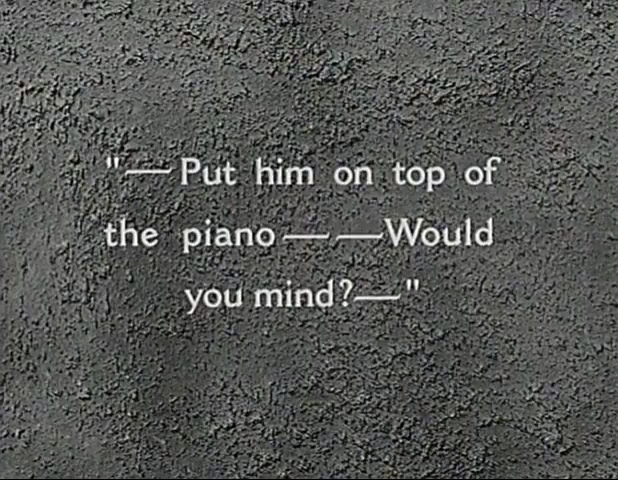 "—Put him on top of
the piano——Would
you mind?—"